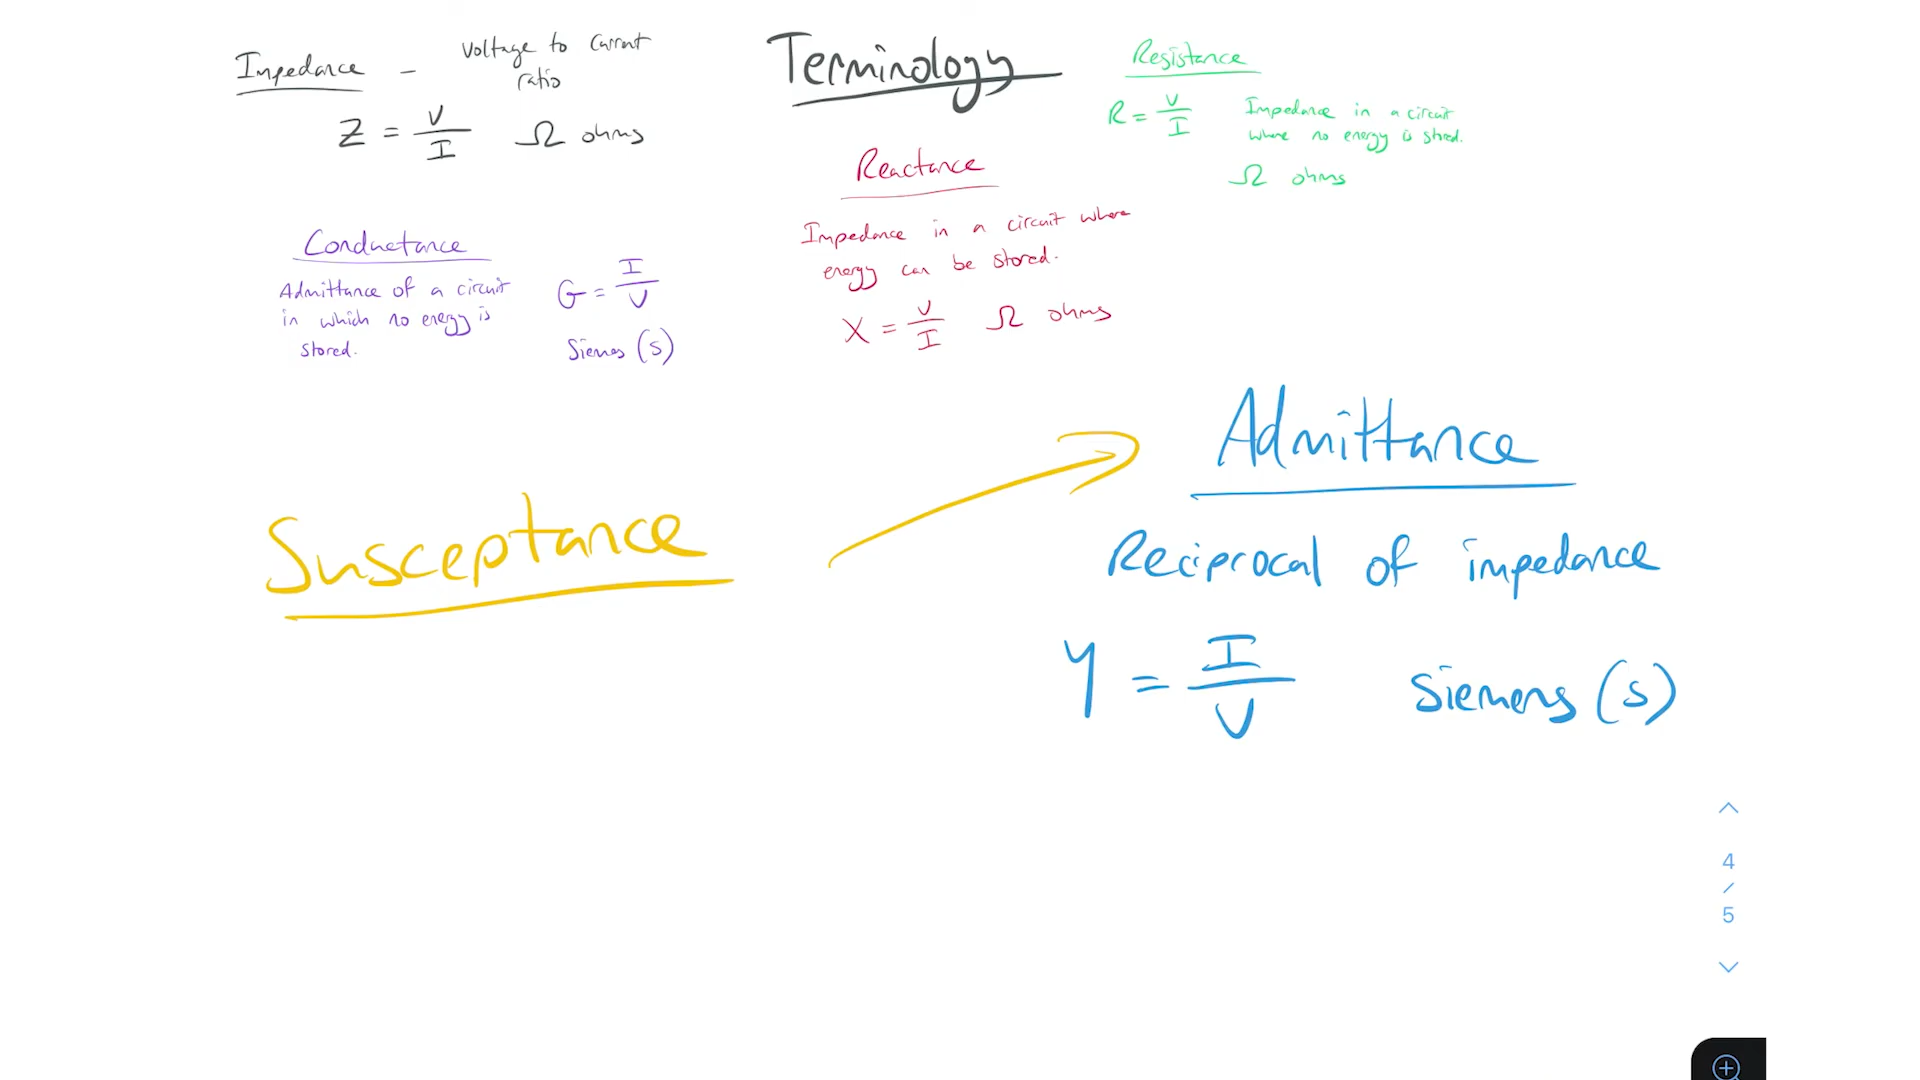 Terminology
Impedance - Voltage to current
ratio
Z = V/I Ω ohms
Resistance
R = V/I Impedance in a circuit
where no energy is stored.
Ω ohms
Reactance
Impedance in a circuit where
energy can be stored.
X = V/I Ω ohms
Conductance
Admittance of a circuit
in which no energy is
stored.
G = I/V
Siemes (S)
Susceptance
Admittance
Reciprocal of impedance
Y = I/V Siemens (S)
4
/
5